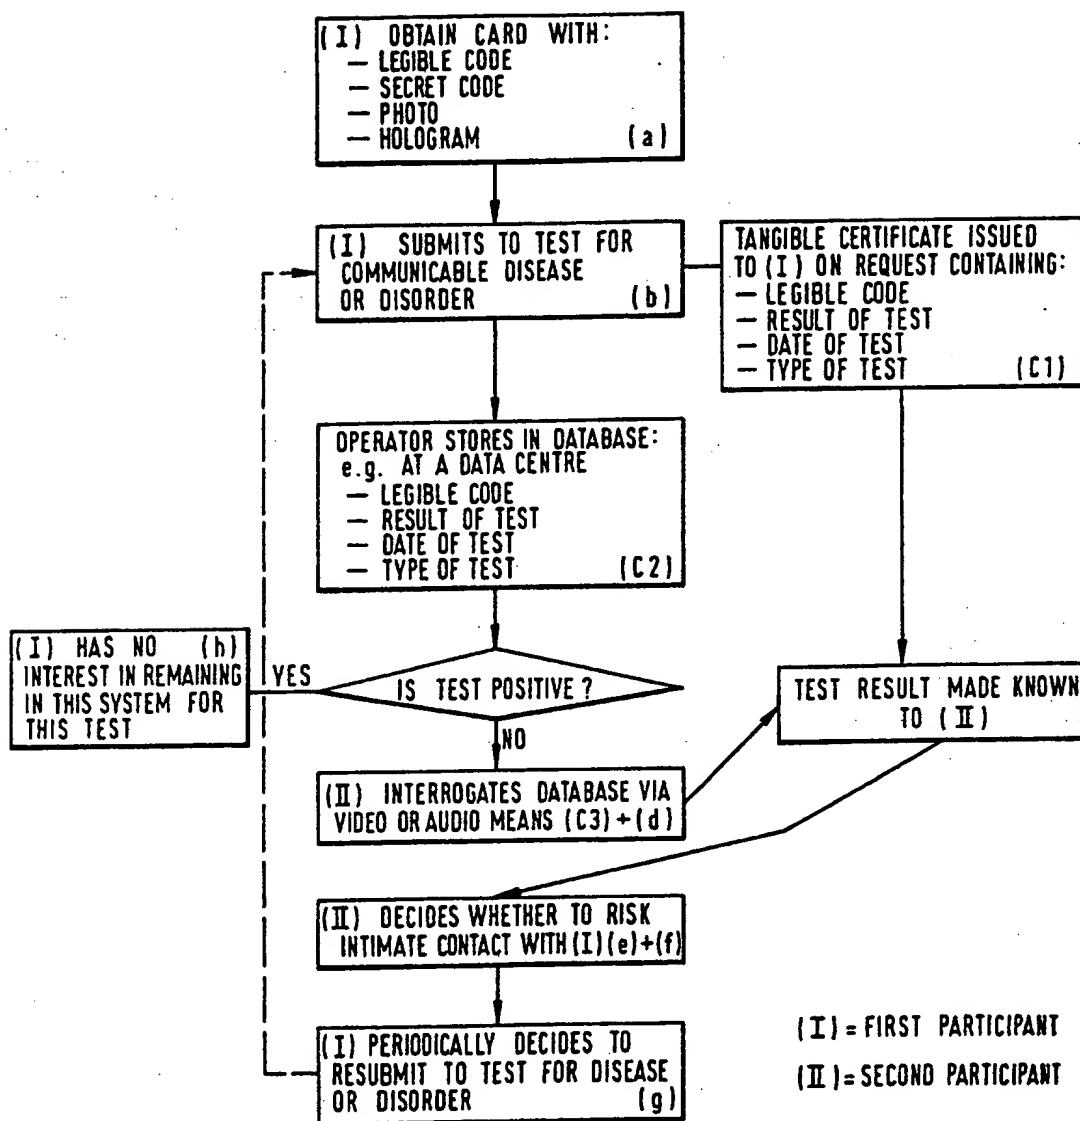 (I) OBTAIN CARD WITH:
— LEGIBLE CODE
— SECRET CODE
— PHOTO
— HOLOGRAM (a)
(I) SUBMITS TO TEST FOR
COMMUNICABLE DISEASE
OR DISORDER (b)
TANGIBLE CERTIFICATE ISSUED
TO (I) ON REQUEST CONTAINING:
— LEGIBLE CODE
— RESULT OF TEST
— DATE OF TEST
— TYPE OF TEST (C1)
OPERATOR STORES IN DATABASE:
e.g. AT A DATA CENTRE
— LEGIBLE CODE
— RESULT OF TEST
— DATE OF TEST
— TYPE OF TEST (C2)
(I) HAS NO (h)
INTEREST IN REMAINING
IN THIS SYSTEM FOR
THIS TEST
YES
IS TEST POSITIVE?
NO
TEST RESULT MADE KNOWN
TO (II)
(II) INTERROGATES DATABASE VIA
VIDEO OR AUDIO MEANS (C3)+(d)
(II) DECIDES WHETHER TO RISK
INTIMATE CONTACT WITH (I)(e)+(f)
(I) PERIODICALLY DECIDES TO
RESUBMIT TO TEST FOR DISEASE
OR DISORDER (g)
(I)=FIRST PARTICIPANT
(II)=SECOND PARTICIPANT